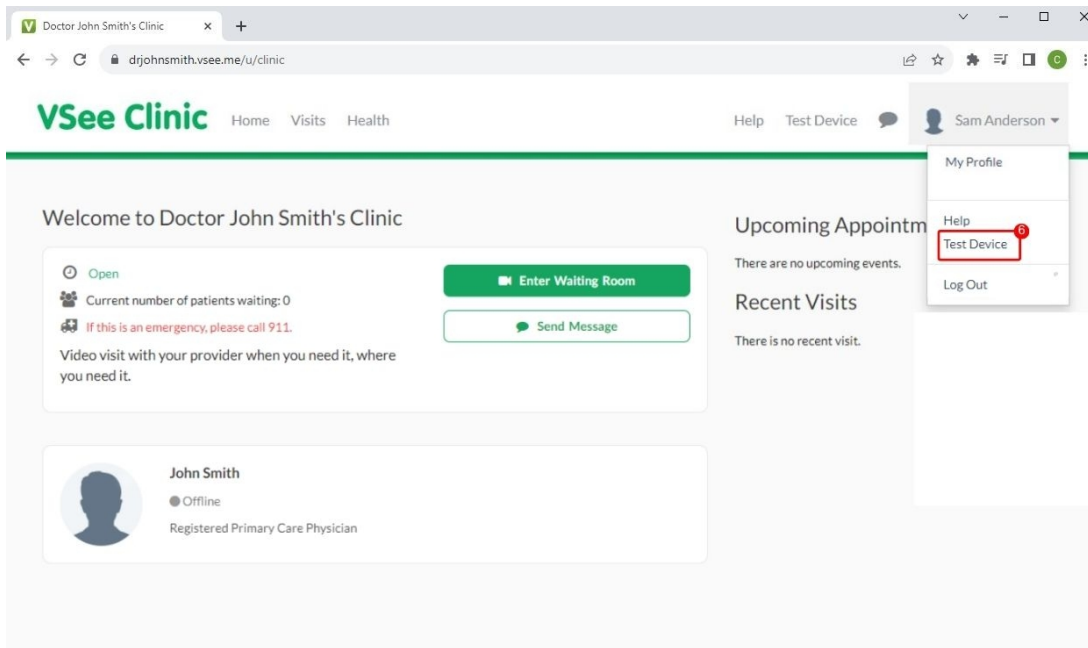 Doctor John Smith's Clinic
drjohnsmith.vsee.me/u/clinic
C
VSee Clinic Home Visits Health Help Test Device Sam Anderson
My Profile
Help
Test Device
6
Log Out
Welcome to Doctor John Smith's Clinic
Open
Current number of patients waiting: 0
If this is an emergency, please call 911.
Video visit with your provider when you need it, where
you need it.
Enter Waiting Room
Send Message
John Smith
Offline
Registered Primary Care Physician
Upcoming Appointm
There are no upcoming events.
Recent Visits
There is no recent visit.